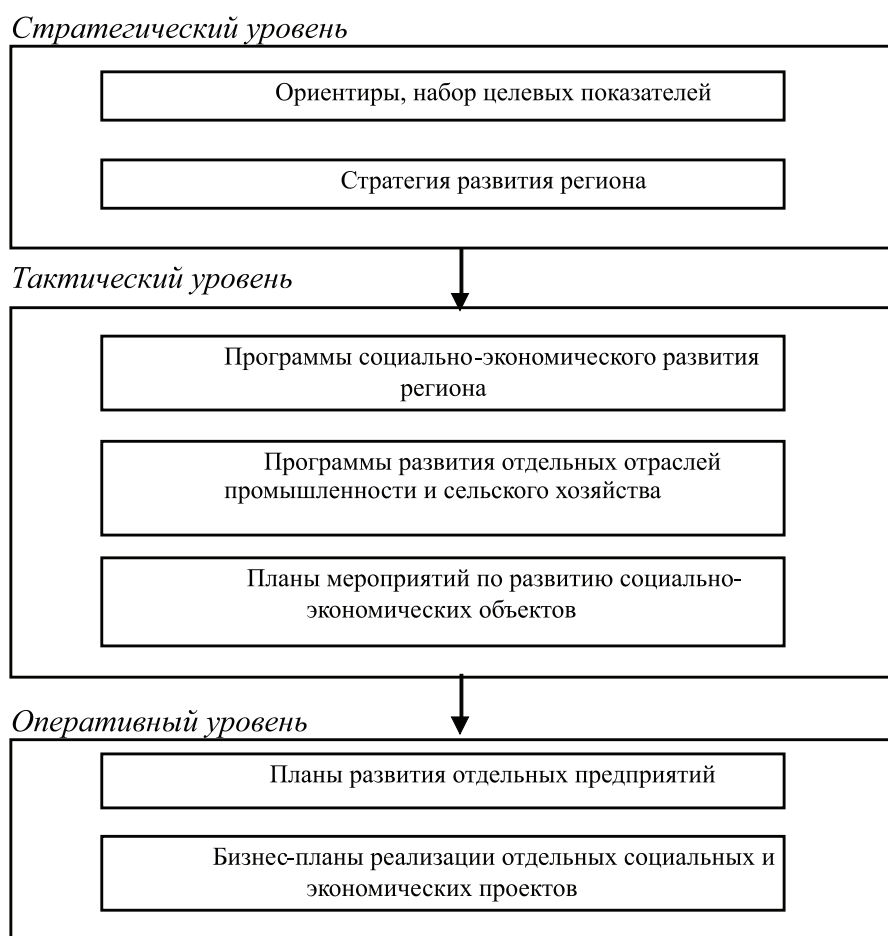 Стратегический уровень
Ориентиры, набор целевых показателей
Стратегия развития региона
Тактический уровень
Программы социально-экономического развития
региона
Программы развития отдельных отраслей
промышленности и сельского хозяйства
Планы мероприятий по развитию социально-
экономических объектов
Оперативный уровень
Планы развития отдельных предприятий
Бизнес-планы реализации отдельных социальных и
экономических проектов